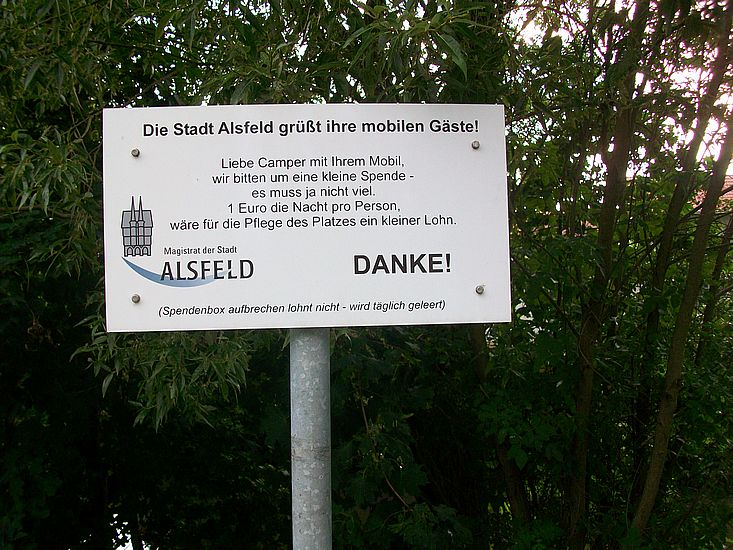 Die Stadt Alsfeld grüßt ihre mobilen Gäste!
Liebe Camper mit Ihrem Mobil,
wir bitten um eine kleine Spende -
es muss ja nicht viel.
1 Euro die Nacht pro Person,
wäre für die Pflege des Platzes ein kleiner Lohn.
Magistrat der Stadt
ALSFELD
DANKE!
(Spendenbox aufbrechen lohnt nicht - wird täglich geleert)